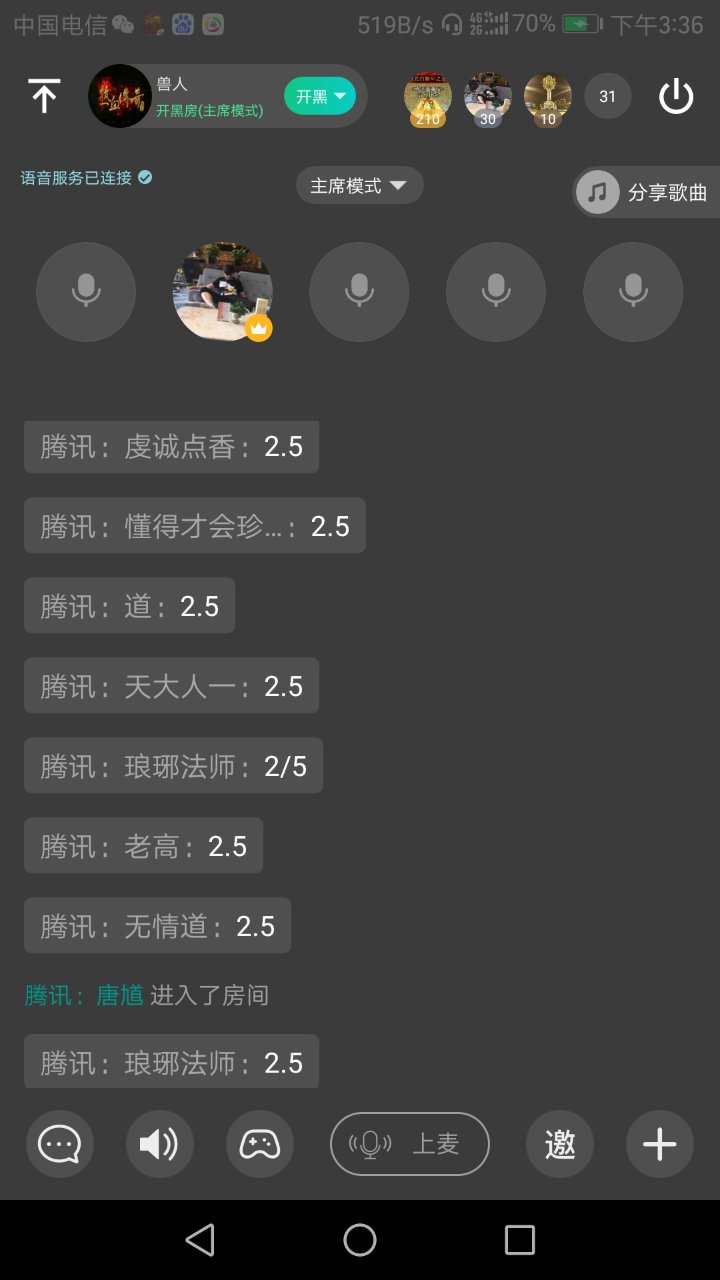 中国电信 519B/s 4G 2G 70% 下午3:36
兽人
开黑房(主席模式)
开黑
210 30 10 31
语音服务已连接
主席模式
分享歌曲
腾讯：虔诚点香：2.5
腾讯：懂得才会珍...：2.5
腾讯：道：2.5
腾讯：天大人一：2.5
腾讯：琅琊法师：2/5
腾讯：老高：2.5
腾讯：无情道：2.5
腾讯：唐馗 进入了房间
腾讯：琅琊法师：2.5
上麦 邀